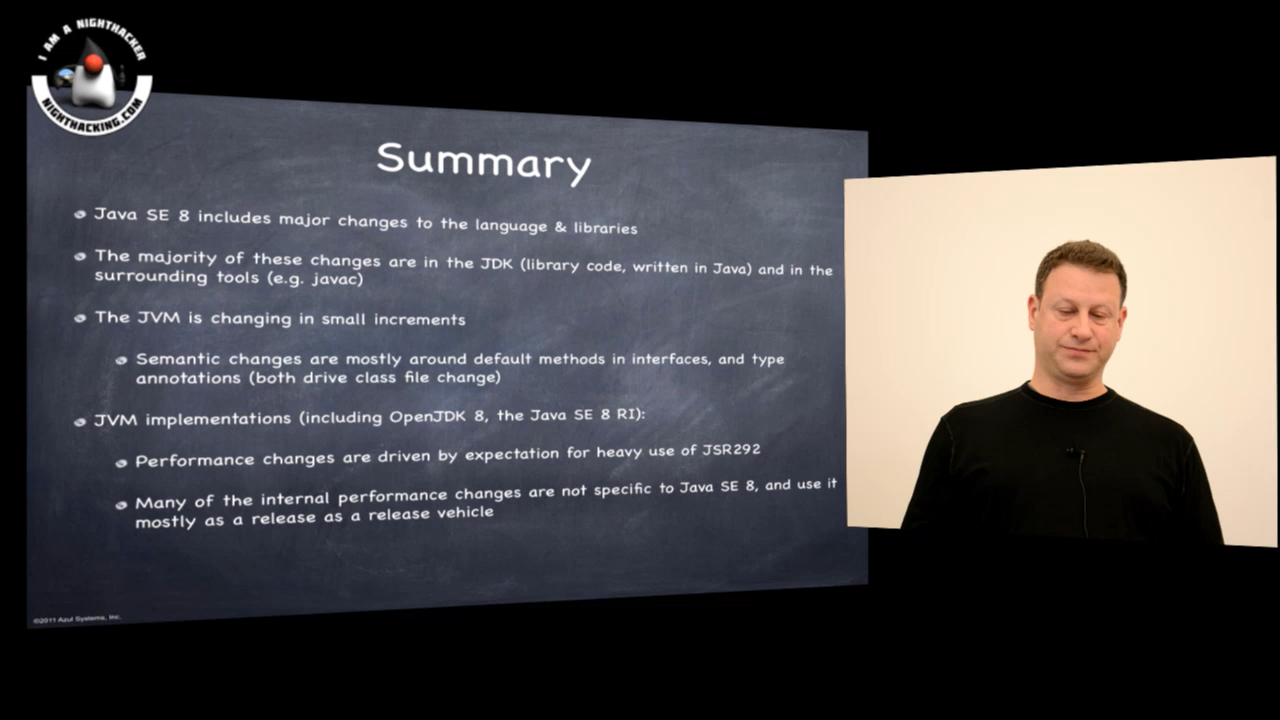 I AM A NIGHTHACKER
NIGHTHACKING.COM
Summary
Java SE 8 includes major changes to the language & libraries
The majority of these changes are in the JDK (library code, written in Java) and in the
surrounding tools (e.g. javac)
The JVM is changing in small increments
Semantic changes are mostly around default methods in interfaces, and type
annotations (both drive class file change)
JVM implementations (including OpenJDK 8, the Java SE 8 RI):
Performance changes are driven by expectation for heavy use of JSR292
Many of the internal performance changes are not specific to Java SE 8, and use it
mostly as a release as a release vehicle
©2011 Azul Systems, Inc.